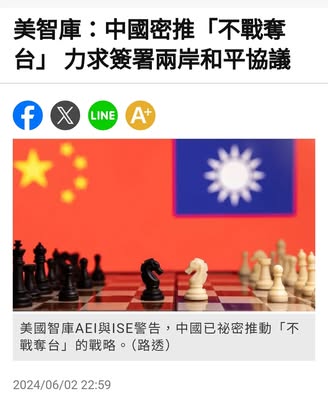 美智庫：中國密推「不戰奪
台」 力求簽署兩岸和平協議
f
X
LINE
A+
美國智庫AEI與ISE警告，中國已祕密推動「不
戰奪台」的戰略。（路透）
2024/06/02 22:59